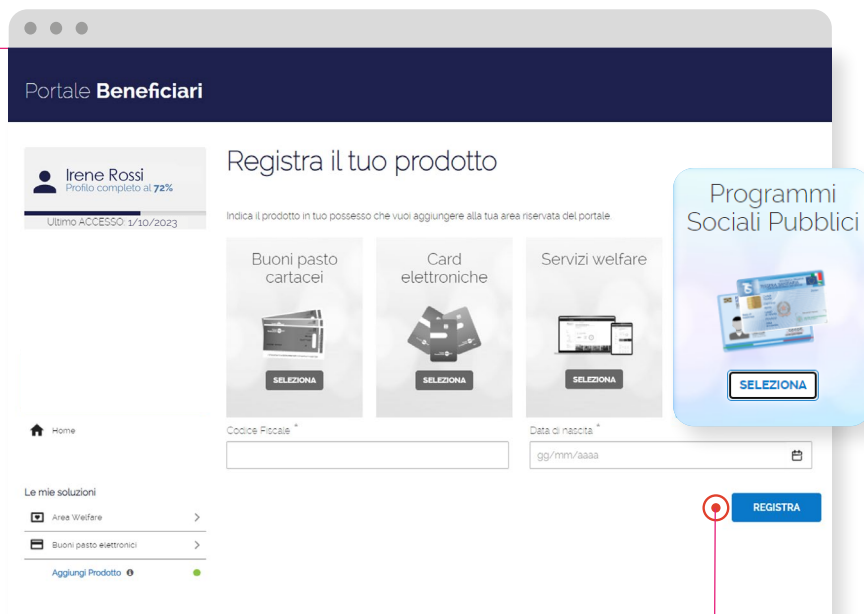 Portale Beneficiari
Irene Rossi
Profilo completo al 72%
Ultimo ACCESSO: 1/10/2023
Registra il tuo prodotto
Indica il prodotto in tuo possesso che vuoi aggiungere alla tua area riservata del portale.
Buoni pasto
cartacei
SELEZIONA
Card
elettroniche
SELEZIONA
Servizi welfare
SELEZIONA
Programmi
Sociali Pubblici
SELEZIONA
Codice Fiscale *
Data di nascita *
gg/mm/aaaa
REGISTRA
Home
Le mie soluzioni
Area Welfare
Buoni pasto elettronici
Aggiungi Prodotto